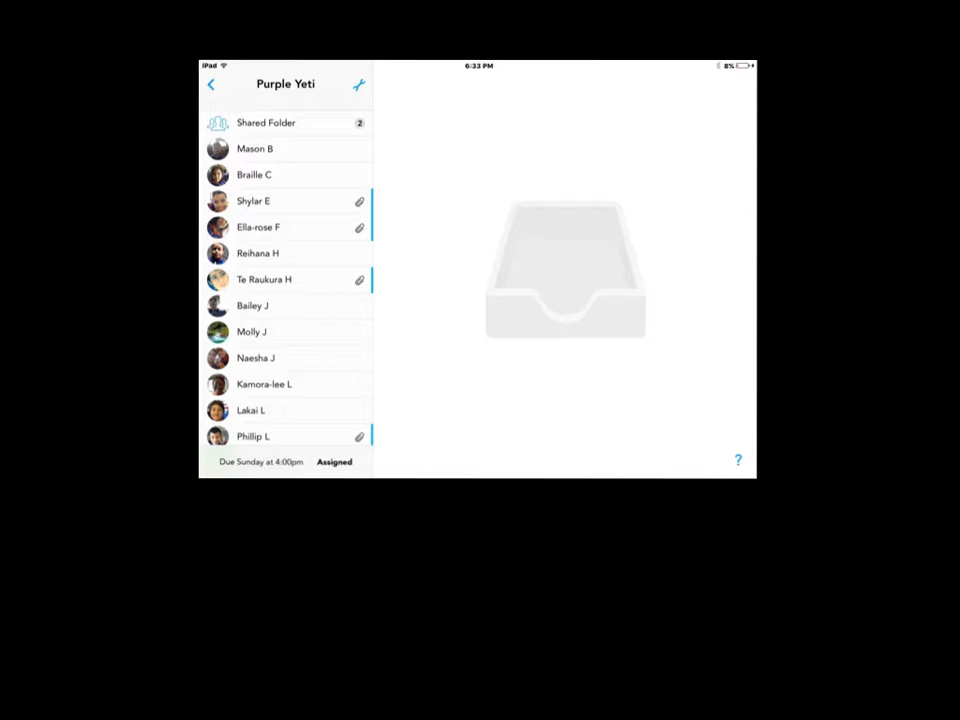 iPad
6:33 PM
8%
Purple Yeti
Shared Folder 2
Mason B
Braille C
Shylar E
Ella-rose F
Reihana H
Te Raukura H
Bailey J
Molly J
Naesha J
Kamora-lee L
Lakai L
Phillip L
Due Sunday at 4:00pm Assigned
?